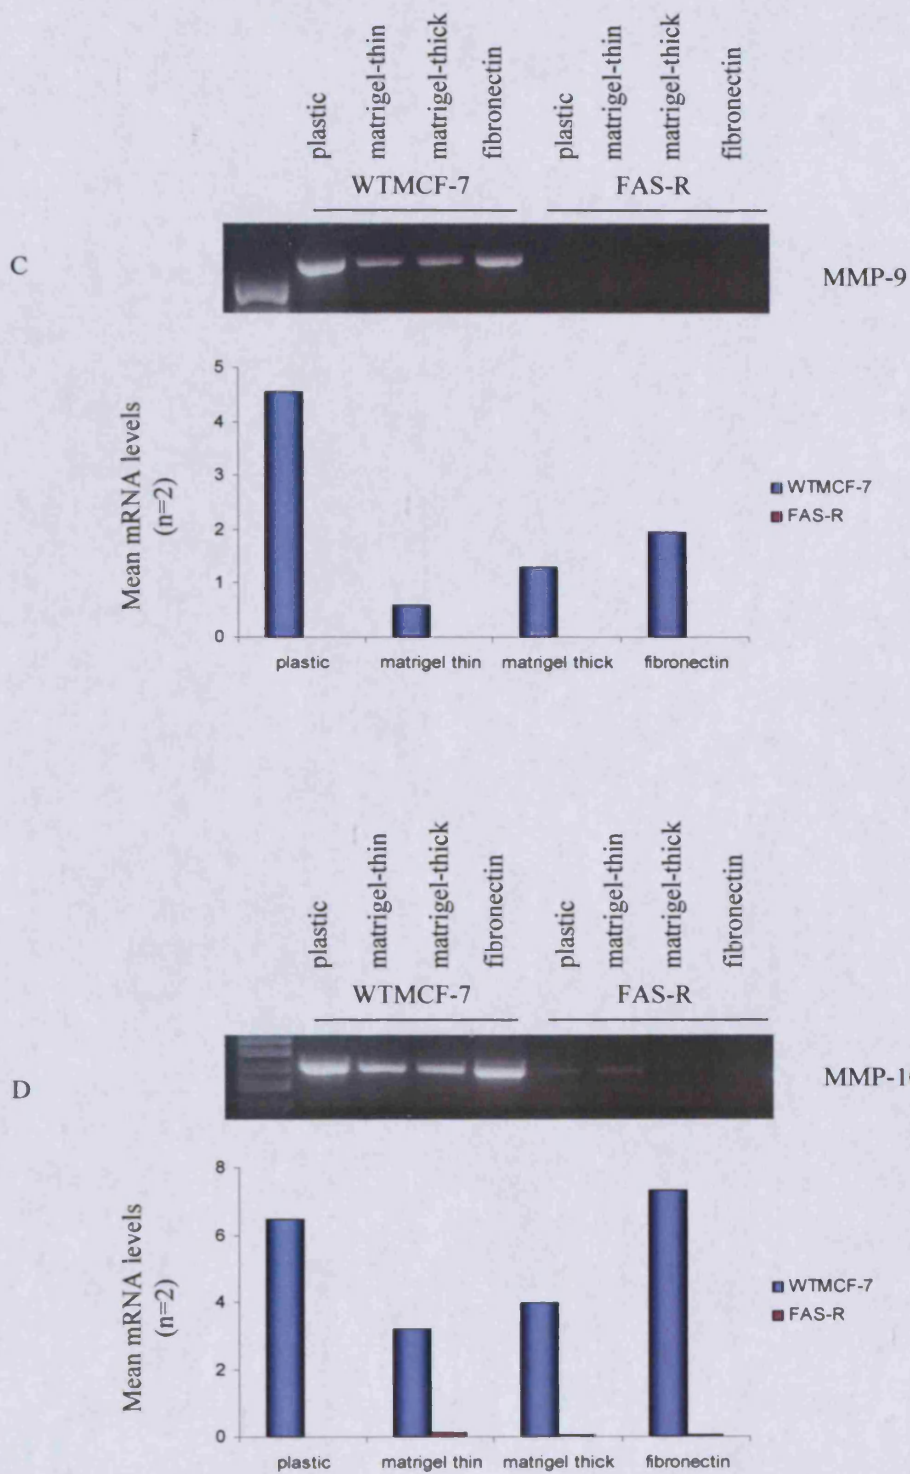 plastic
matrigel-thin
matrigel-thick
fibronectin
plastic
matrigel-thin
matrigel-thick
fibronectin
WTMCF-7 FAS-R
C
MMP-9
Mean mRNA levels
(n=2)
5
4
3
2
1
0
plastic matrigel thin matrigel thick fibronectin
WTMCF-7
FAS-R
plastic
matrigel-thin
matrigel-thick
fibronectin
plastic
matrigel-thin
matrigel-thick
fibronectin
WTMCF-7 FAS-R
D
Mean mRNA levels
(n=2)
8
6
4
2
0
plastic matrigel thin matrigel thick fibronectin
WTMCF-7
FAS-R